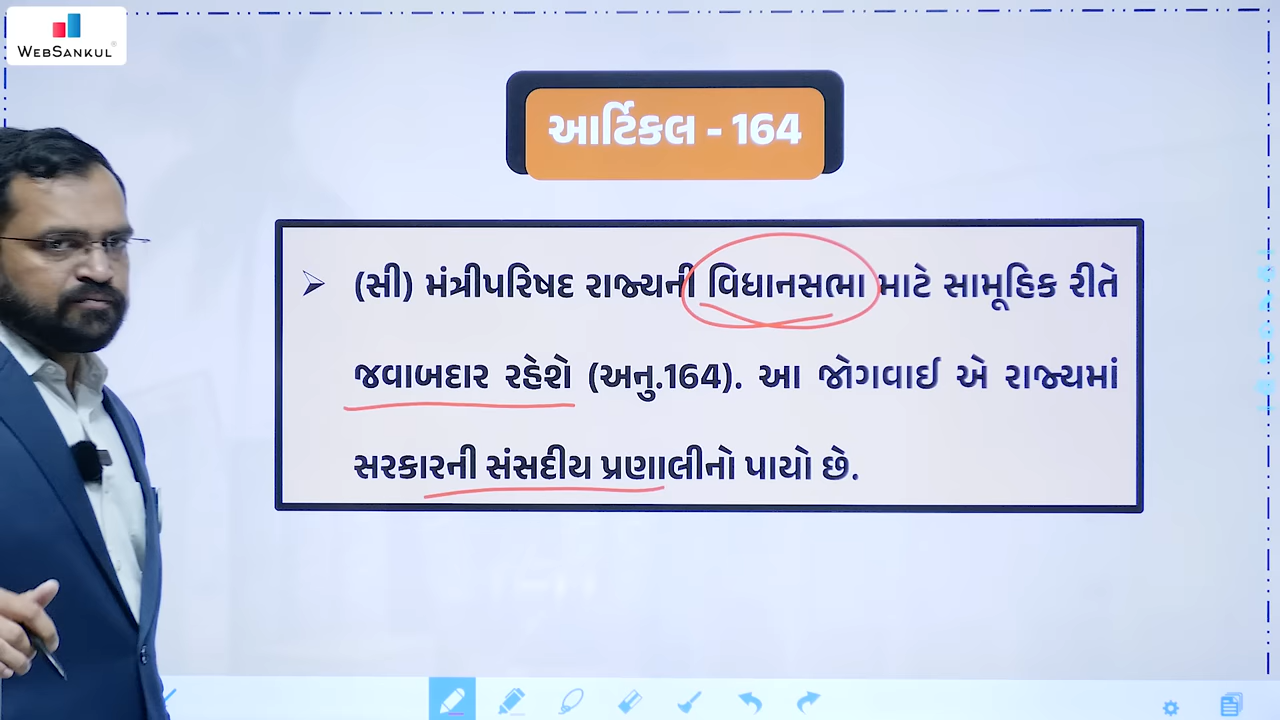 WEBSANKUL
આર્ટિકલ - 164
(સી) મંત્રીપરિષદ રાજ્યની વિધાનસભા માટે સામૂહિક રીતે
જવાબદાર રહેશે (અનુ.164). આ જોગવાઈ એ રાજ્યમાં
સરકારની સંસદીય પ્રણાલીનો પાયો છે.